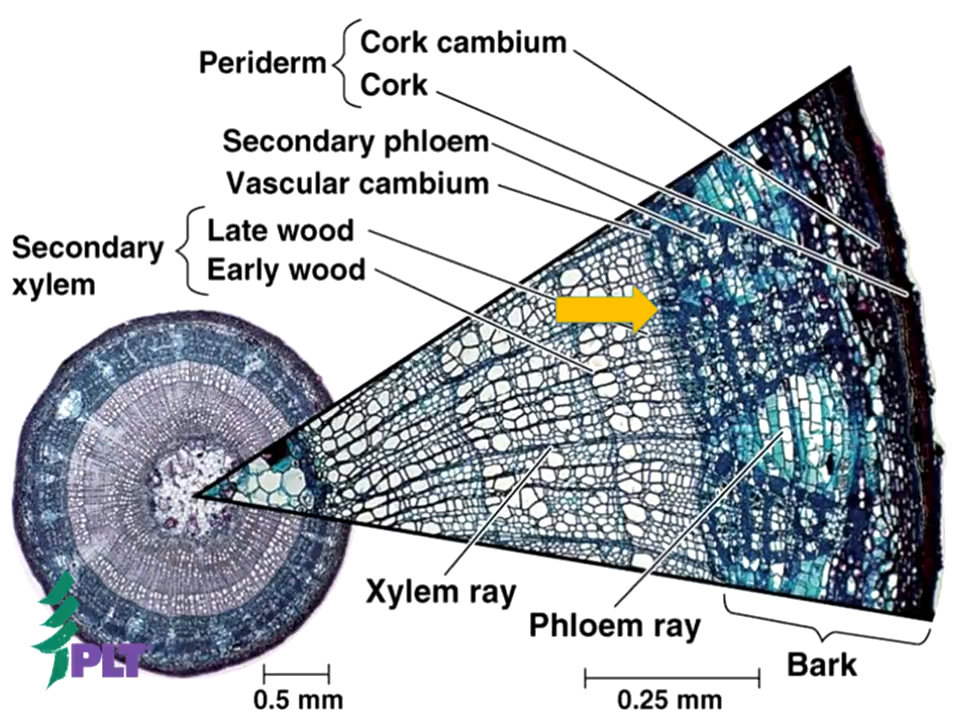 Periderm
Cork cambium
Cork
Secondary phloem
Vascular cambium
Secondary
xylem
Late wood
Early wood
Xylem ray
Phloem ray
Bark
PLT
0.5 mm
0.25 mm